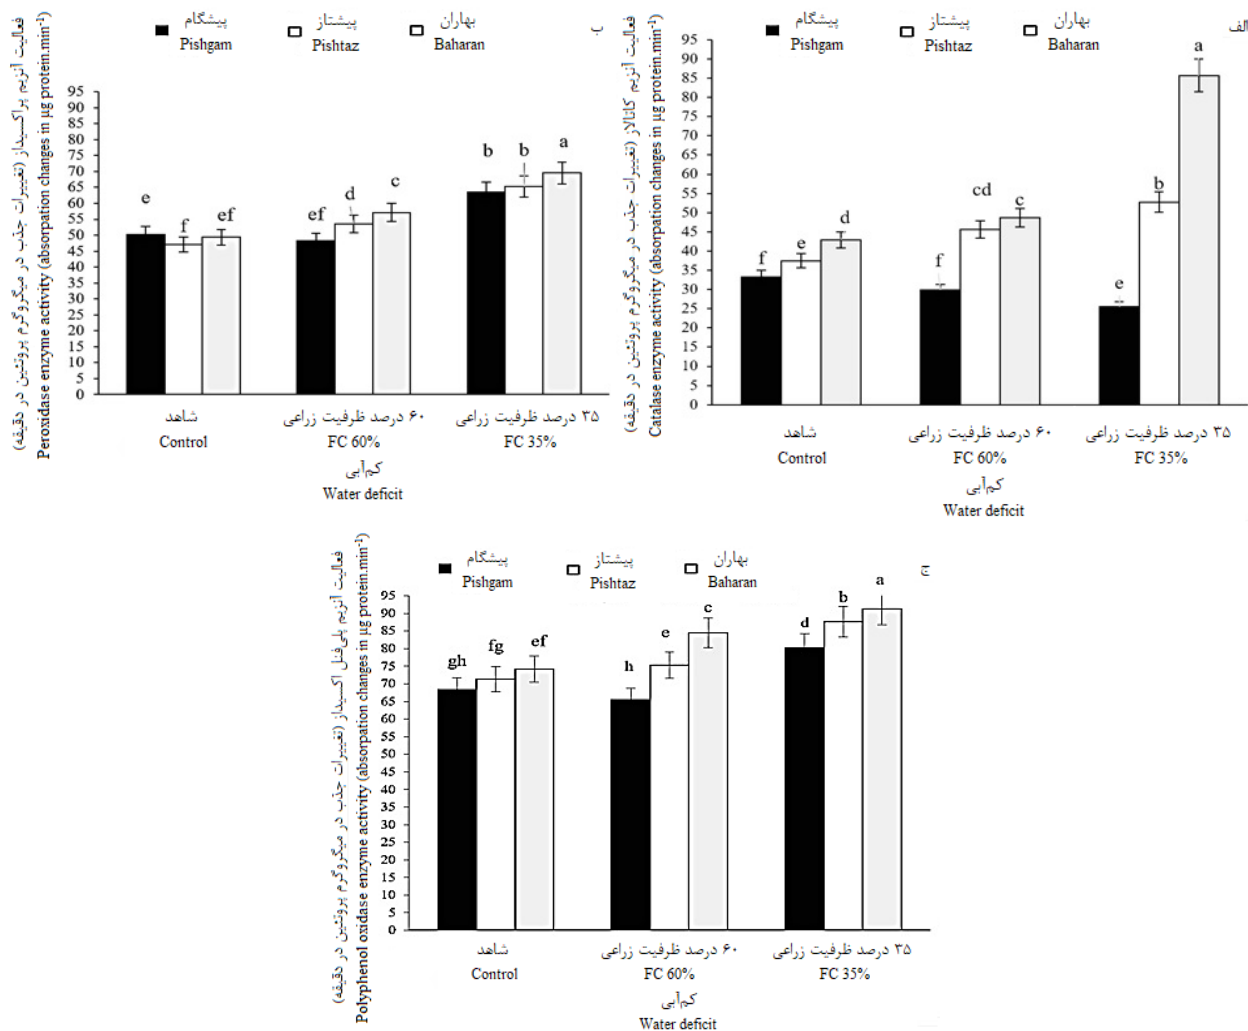 پیشگام پیشتاز بهاران ب
Pishgam Pishtaz Baharan
فعالیت آنزیم پراکسیداز (تغییرات جذب در میکروگرم پروتئین در دقیقه)
Peroxidase enzyme activity (absorpation changes in µg protein.min⁻¹)
95
90
85
80
75
70
65
60
55
50
45
40
35
30
25
20
15
10
5
0
e f ef ef d c b b a
شاهد ۶۰ درصد ظرفیت زراعی ۳۵ درصد ظرفیت زراعی
Control FC 60% FC 35%
کم‌آبی
Water deficit
پیشگام پیشتاز بهاران الف
Pishgam Pishtaz Baharan
فعالیت آنزیم کاتالاز (تغییرات جذب در میکروگرم پروتئین در دقیقه)
Catalase enzyme activity (absorpation changes in µg protein.min⁻¹)
95
90
85
80
75
70
65
60
55
50
45
40
35
30
25
20
15
10
5
0
f e d f cd c e b a
شاهد ۶۰ درصد ظرفیت زراعی ۳۵ درصد ظرفیت زراعی
Control FC 60% FC 35%
کم‌آبی
Water deficit
پیشگام پیشتاز بهاران ج
Pishgam Pishtaz Baharan
فعالیت آنزیم پلی‌فنل اکسیداز (تغییرات جذب در میکروگرم پروتئین در دقیقه)
Polyphenol oxidase enzyme activity (absorpation changes in µg protein.min⁻¹)
95
90
85
80
75
70
65
60
55
50
45
40
35
30
25
20
15
10
5
0
gh fg ef h e c d b a
شاهد ۶۰ درصد ظرفیت زراعی ۳۵ درصد ظرفیت زراعی
Control FC 60% FC 35%
کم‌آبی
Water deficit